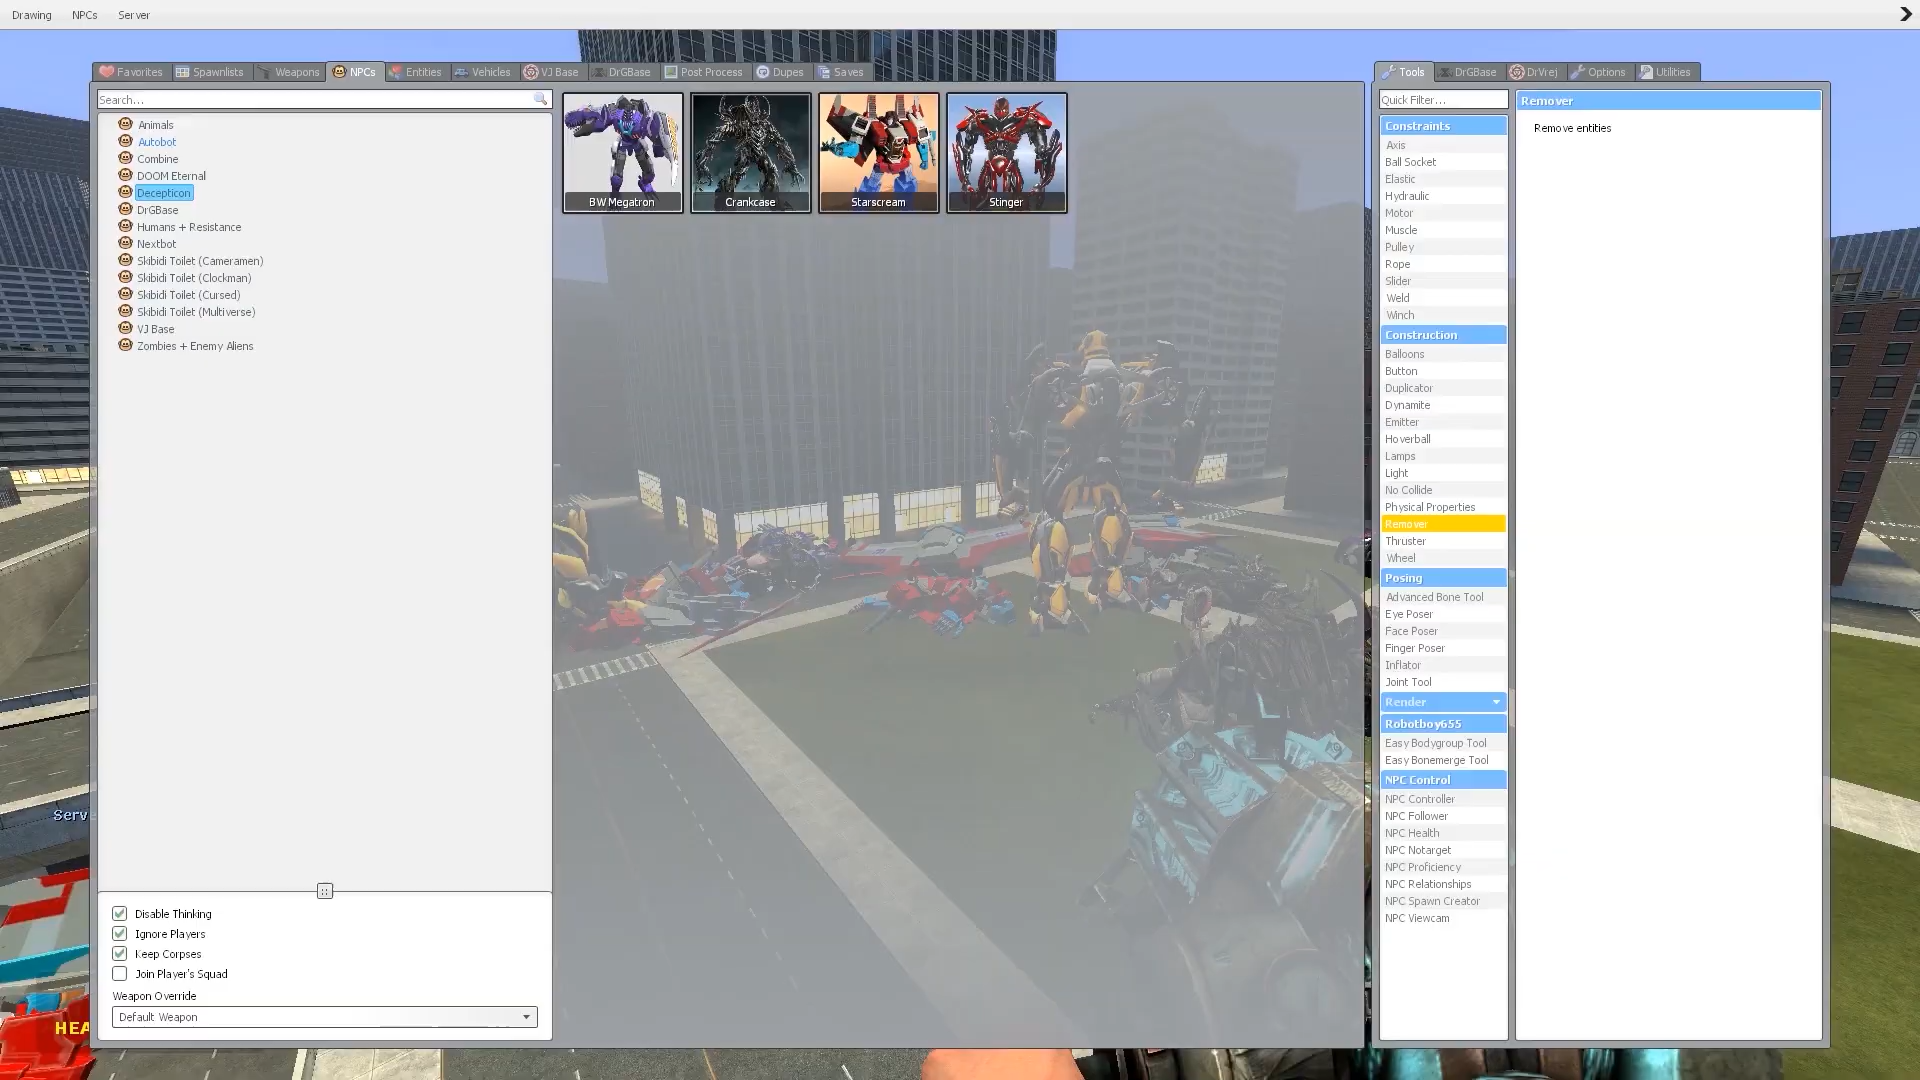 Drawing NPCs Server
Favorites Spawnlists Weapons NPCs Entities Vehicles VJ Base DrGBase Post Process Dupes Saves
Search...
Animals
Autobot
Combine
DOOM Eternal
Decepticon
DrGBase
Humans + Resistance
Nextbot
Skibidi Toilet (Cameramen)
Skibidi Toilet (Clockman)
Skibidi Toilet (Cursed)
Skibidi Toilet (Multiverse)
VJ Base
Zombies + Enemy Aliens
BW Megatron Crankcase Starscream Stinger
Disable Thinking
Ignore Players
Keep Corpses
Join Player's Squad
Weapon Override
Default Weapon
Serv
HEA
Tools DrGBase DrVrej Options Utilities
Quick Filter...
Constraints
Axis
Ball Socket
Elastic
Hydraulic
Motor
Muscle
Pulley
Rope
Slider
Weld
Winch
Construction
Balloons
Button
Duplicator
Dynamite
Emitter
Hoverball
Lamps
Light
No Collide
Physical Properties
Remover
Thruster
Wheel
Posing
Advanced Bone Tool
Eye Poser
Face Poser
Finger Poser
Inflator
Joint Tool
Render
Robotboy655
Easy Bodygroup Tool
Easy Bonemerge Tool
NPC Control
NPC Controller
NPC Follower
NPC Health
NPC Notarget
NPC Proficiency
NPC Relationships
NPC Spawn Creator
NPC Viewcam
Remover
Remove entities